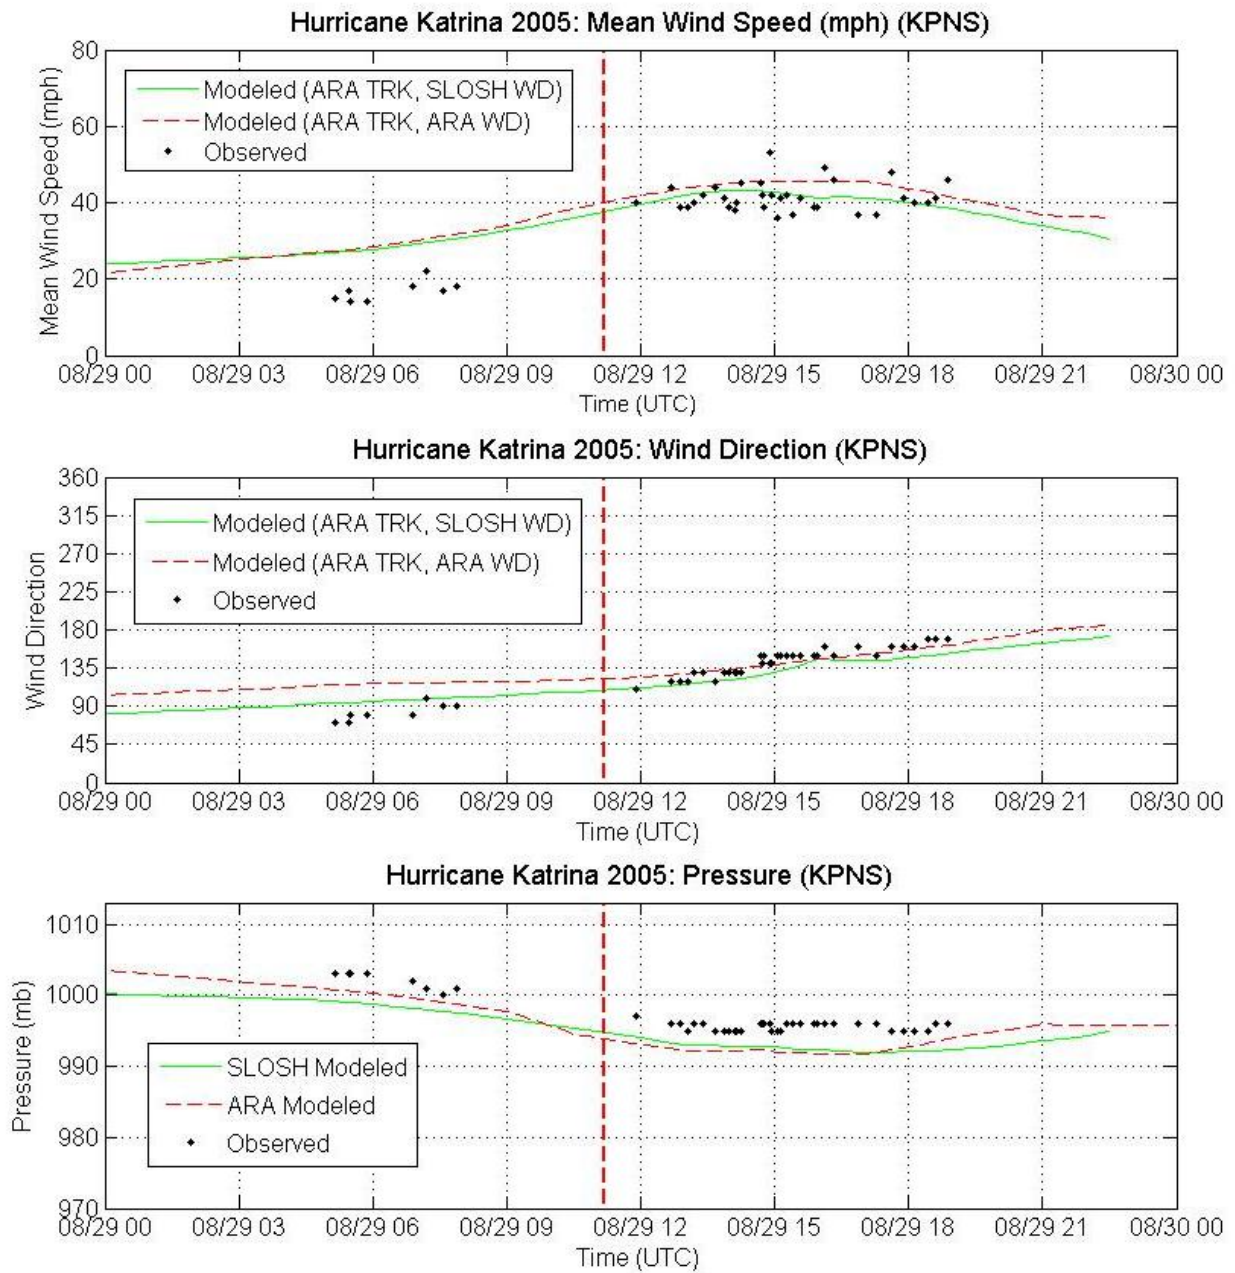 Hurricane Katrina 2005: Mean Wind Speed (mph) (KPNS)
80
60
40
20
0
Mean Wind Speed (mph)
Modeled (ARA TRK, SLOSH WD)
Modeled (ARA TRK, ARA WD)
Observed
08/29 00 08/29 03 08/29 06 08/29 09 08/29 12 08/29 15 08/29 18 08/29 21 08/30 00
Time (UTC)
Hurricane Katrina 2005: Wind Direction (KPNS)
360
315
270
225
180
135
90
45
0
Wind Direction
Modeled (ARA TRK, SLOSH WD)
Modeled (ARA TRK, ARA WD)
Observed
08/29 00 08/29 03 08/29 06 08/29 09 08/29 12 08/29 15 08/29 18 08/29 21 08/30 00
Time (UTC)
Hurricane Katrina 2005: Pressure (KPNS)
1010
1000
990
980
970
Pressure (mb)
SLOSH Modeled
ARA Modeled
Observed
08/29 00 08/29 03 08/29 06 08/29 09 08/29 12 08/29 15 08/29 18 08/29 21 08/30 00
Time (UTC)